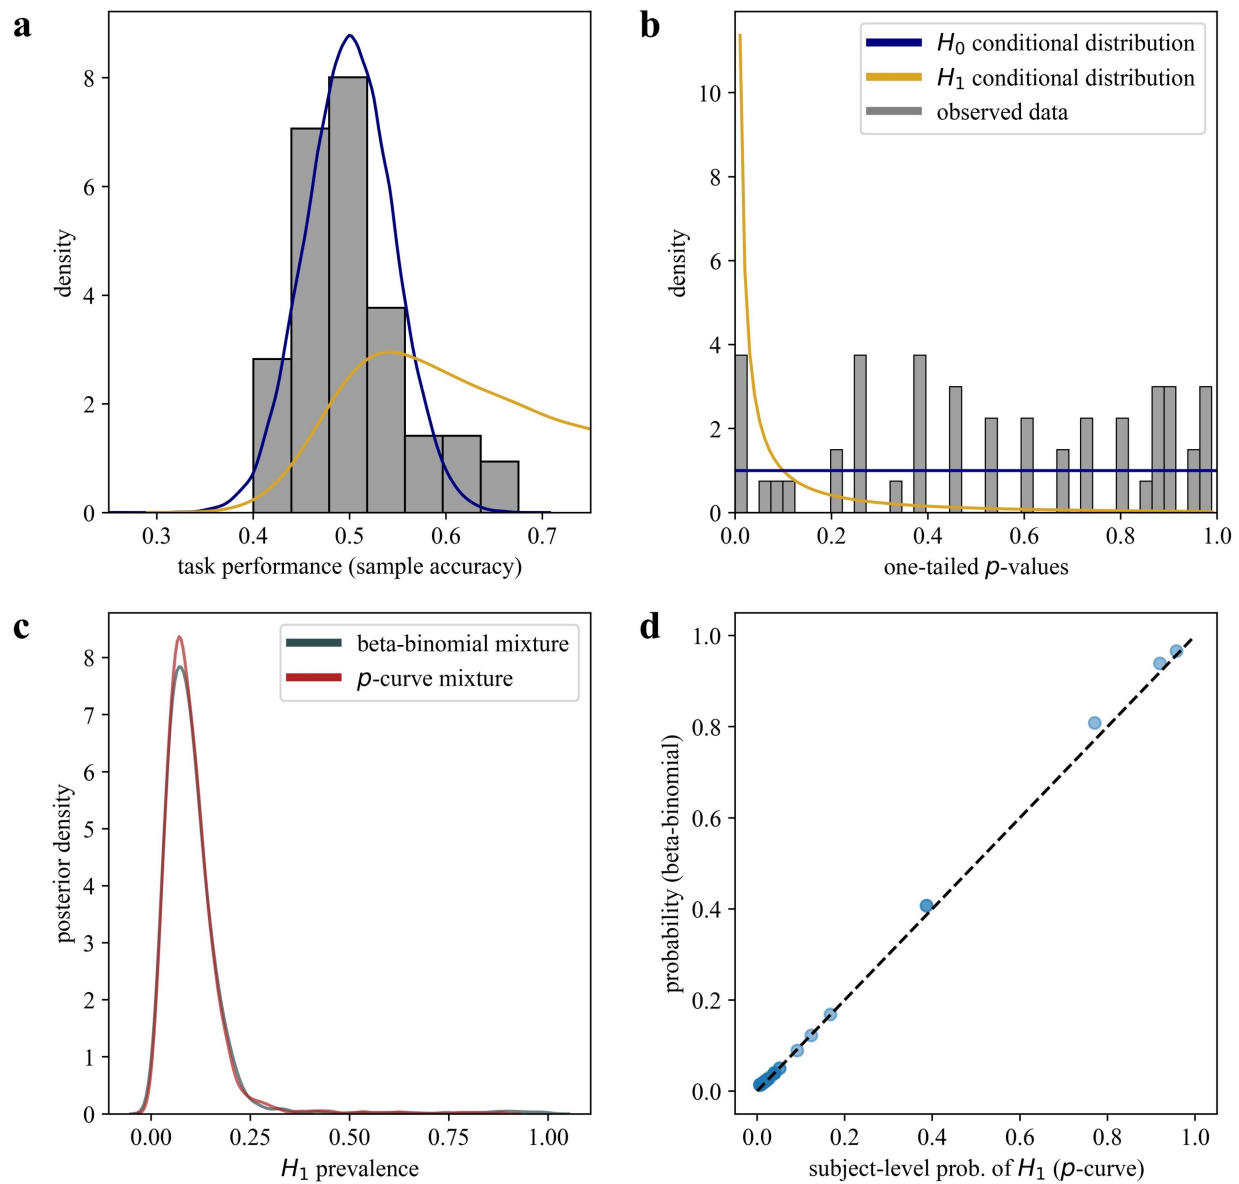 a
8
6
4
2
0
density
0.3
0.4
0.5
0.6
0.7
task performance (sample accuracy)
b
H0 conditional distribution
H1 conditional distribution
observed data
10
8
6
4
2
0
density
0.0
0.2
0.4
0.6
0.8
1.0
one-tailed p-values
c
beta-binomial mixture
p-curve mixture
8
7
6
5
4
3
2
1
0
posterior density
0.00
0.25
0.50
0.75
1.00
H1 prevalence
d
1.0
0.8
0.6
0.4
0.2
0.0
probability (beta-binomial)
0.0
0.2
0.4
0.6
0.8
1.0
subject-level prob. of H1 (p-curve)